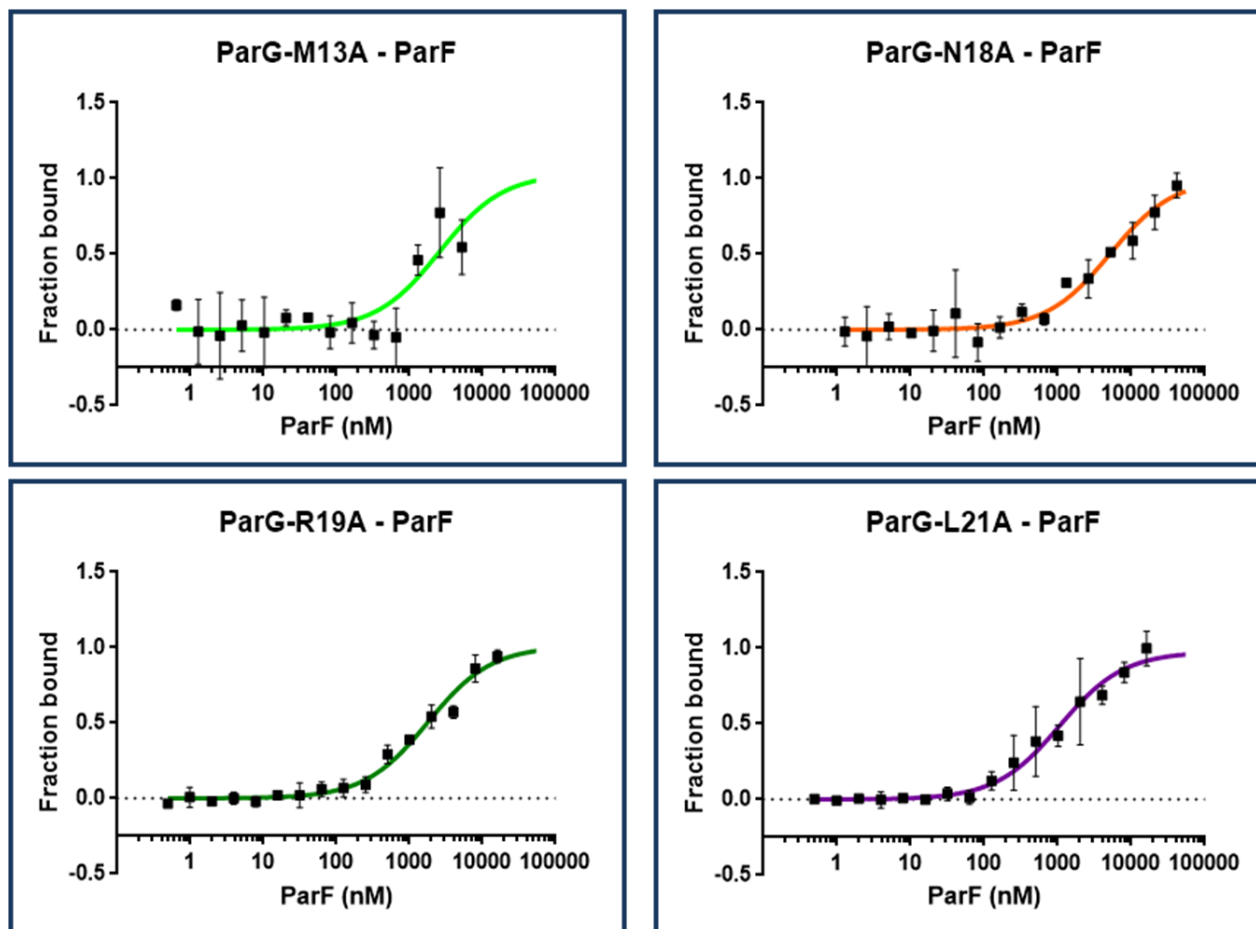 ParG-M13A - ParF
1.5
1.0
0.5
0.0
-0.5
Fraction bound
1 10 100 1000 10000 100000
ParF (nM)
ParG-N18A - ParF
1.5
1.0
0.5
0.0
-0.5
Fraction bound
1 10 100 1000 10000 100000
ParF (nM)
ParG-R19A - ParF
1.5
1.0
0.5
0.0
-0.5
Fraction bound
1 10 100 1000 10000 100000
ParF (nM)
ParG-L21A - ParF
1.5
1.0
0.5
0.0
-0.5
Fraction bound
1 10 100 1000 10000 100000
ParF (nM)